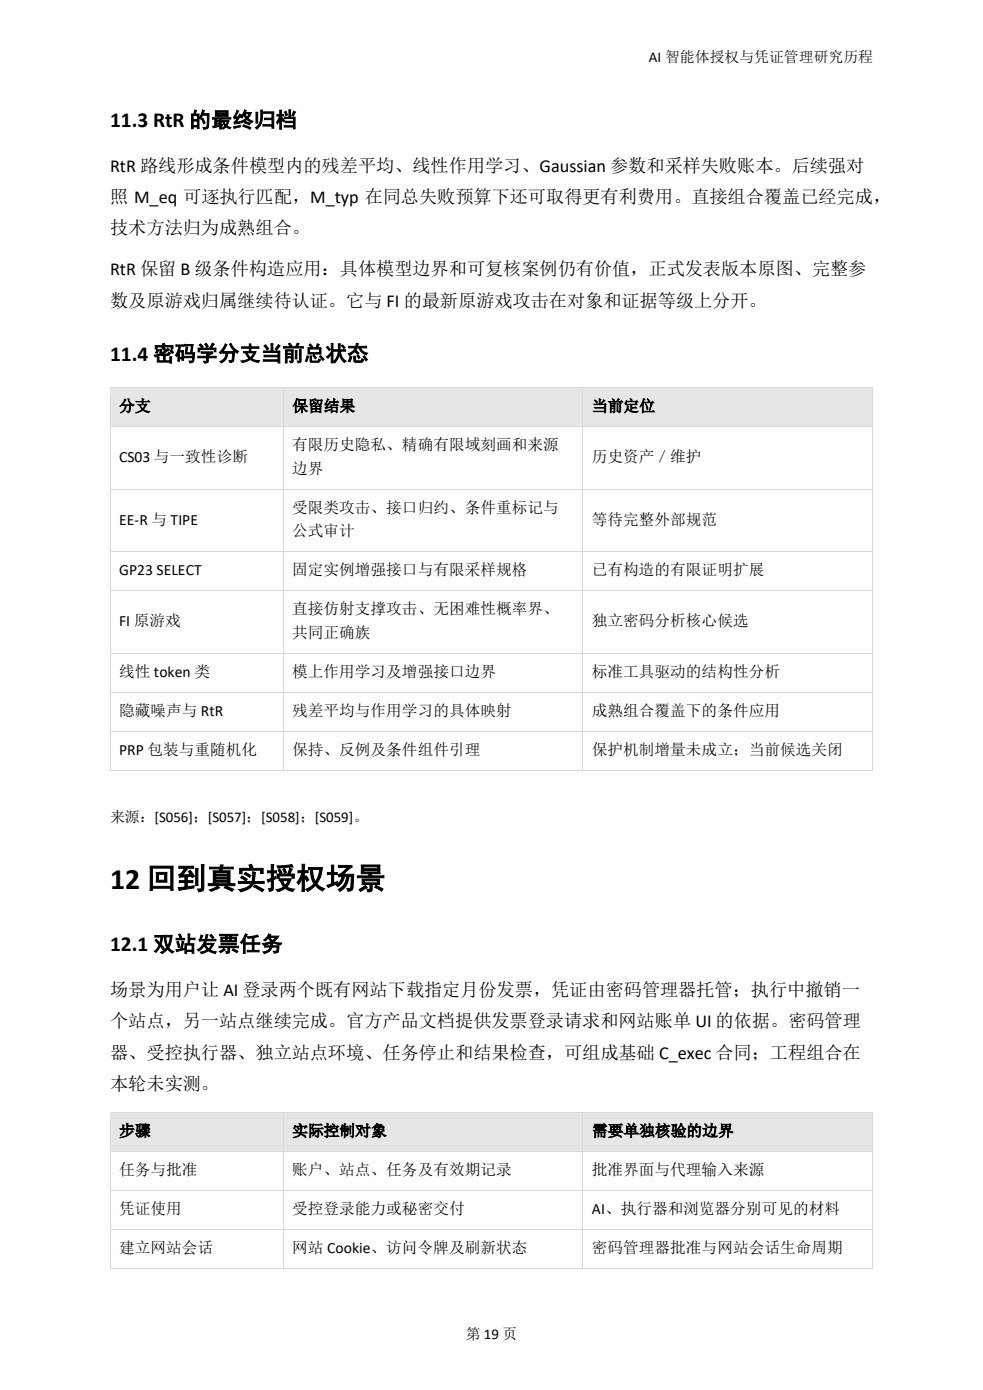 AI 智能体授权与凭证管理研究历程
11.3 RtR 的最终归档
RtR 路线形成条件模型内的残差平均、线性作用学习、Gaussian 参数和采样失败账本。后续强对
照 M_eq 可逐执行匹配，M_typ 在同总失败预算下还可取得更有利费用。直接组合覆盖已经完成，
技术方法归为成熟组合。
RtR 保留 B 级条件构造应用：具体模型边界和可复核案例仍有价值，正式发表版本原图、完整参
数及原游戏归属继续待认证。它与 FI 的最新原游戏攻击在对象和证据等级上分开。
11.4 密码学分支当前总状态
分支 保留结果 当前定位
CS03 与一致性诊断 有限历史隐私、精确有限域刻画和来源 历史资产 / 维护
边界
EE-R 与 TIPE 受限类攻击、接口归约、条件重标记与 等待完整外部规范
公式审计
GP23 SELECT 固定实例增强接口与有限采样规格 已有构造的有限证明扩展
FI 原游戏 直接仿射支撑攻击、无困难性概率界、 独立密码分析核心候选
共同正确族
线性 token 类 模上作用学习及增强接口边界 标准工具驱动的结构性分析
隐藏噪声与 RtR 残差平均与作用学习的具体映射 成熟组合覆盖下的条件应用
PRP 包装与重随机化 保持、反例及条件组件引理 保护机制增量未成立；当前候选关闭
来源：[S056]；[S057]；[S058]；[S059]。
12 回到真实授权场景
12.1 双站发票任务
场景为用户让 AI 登录两个既有网站下载指定月份发票，凭证由密码管理器托管；执行中撤销一
个站点，另一站点继续完成。官方产品文档提供发票登录请求和网站账单 UI 的依据。密码管理
器、受控执行器、独立站点环境、任务停止和结果检查，可组成基础 C_exec 合同；工程组合在
本轮未实测。
步骤 实际控制对象 需要单独核验的边界
任务与批准 账户、站点、任务及有效期记录 批准界面与代理输入来源
凭证使用 受控登录能力或秘密交付 AI、执行器和浏览器分别可见的材料
建立网站会话 网站 Cookie、访问令牌及刷新状态 密码管理器批准与网站会话生命周期
第 19 页